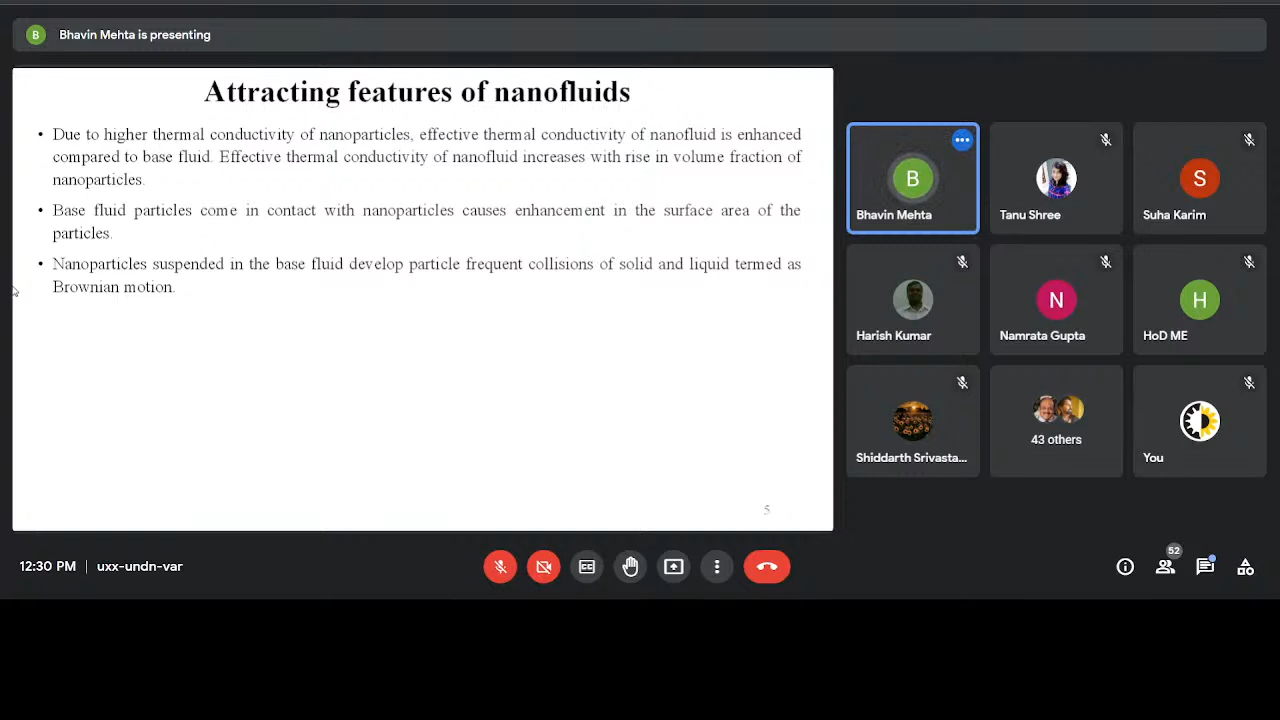 B
Bhavin Mehta is presenting
Attracting features of nanofluids
• Due to higher thermal conductivity of nanoparticles, effective thermal conductivity of nanofluid is enhanced
compared to base fluid. Effective thermal conductivity of nanofluid increases with rise in volume fraction of
nanoparticles.
• Base fluid particles come in contact with nanoparticles causes enhancement in the surface area of the
particles.
• Nanoparticles suspended in the base fluid develop particle frequent collisions of solid and liquid termed as
Brownian motion.
5
B
Bhavin Mehta
Tanu Shree
S
Suha Karim
Harish Kumar
N
Namrata Gupta
H
HoD ME
Shiddarth Srivasta...
43 others
You
12:30 PM | uxx-undn-var
52